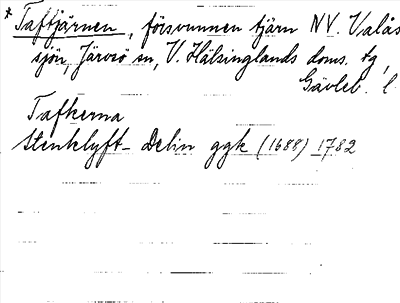 * Taftjärnen, försvunnen tjärn NV. Valås-
sjön, Järvsö sn, V. Hälsinglands doms. tg,
Gävleb. l.
Tafkerna
Stenklyft- Delin ggk (1688) 1782